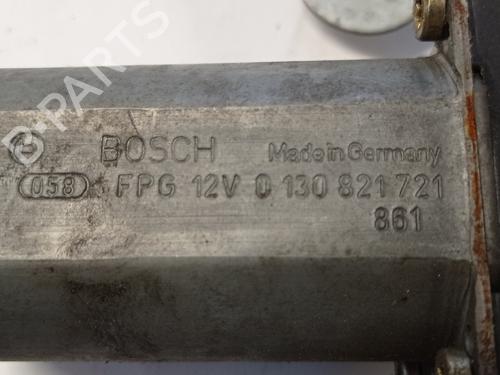 B-PARTS
BOSCH Made in Germany
058 FPG 12V 0 130 821 721
861